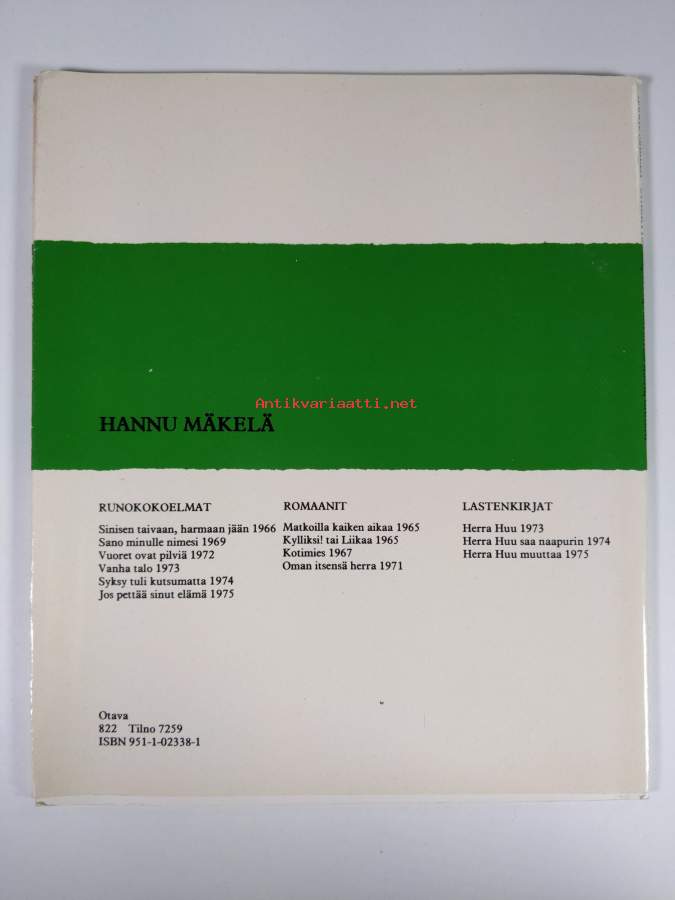 Antikvariaatti.net
HANNU MÄKELÄ
RUNOKOKOELMAT
Sinisen taivaan, harmaan jään 1966
Sano minulle nimesi 1969
Vuoret ovat pilviä 1972
Vanha talo 1973
Syksy tuli kutsumatta 1974
Jos pettää sinut elämä 1975
ROMAANIT
Matkoilla kaiken aikaa 1965
Kylliksi! tai Liikaa 1965
Kotimies 1967
Oman itsensä herra 1971
LASTENKIRJAT
Herra Huu 1973
Herra Huu saa naapurin 1974
Herra Huu muuttaa 1975
Otava
822 Tilno 7259
ISBN 951-1-02338-1